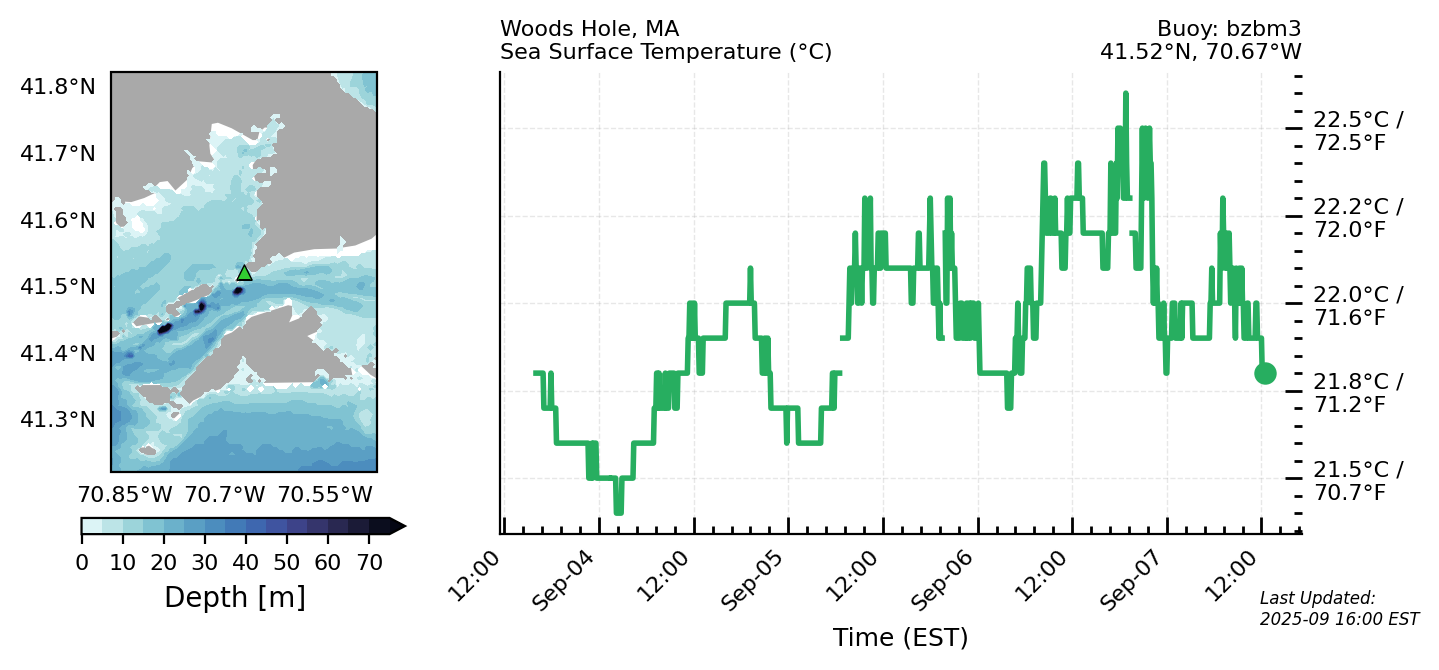 Woods Hole, MA
Sea Surface Temperature (°C)
Buoy: bzbm3
41.52°N, 70.67°W
41.8°N
41.7°N
41.6°N
41.5°N
41.4°N
41.3°N
70.85°W 70.7°W 70.55°W
0 10 20 30 40 50 60 70
Depth [m]
22.5°C /
72.5°F
22.2°C /
72.0°F
22.0°C /
71.6°F
21.8°C /
71.2°F
21.5°C /
70.7°F
12:00
Sep-04
12:00
Sep-05
12:00
Sep-06
12:00
Sep-07
12:00
Time (EST)
Last Updated:
2025-09 16:00 EST